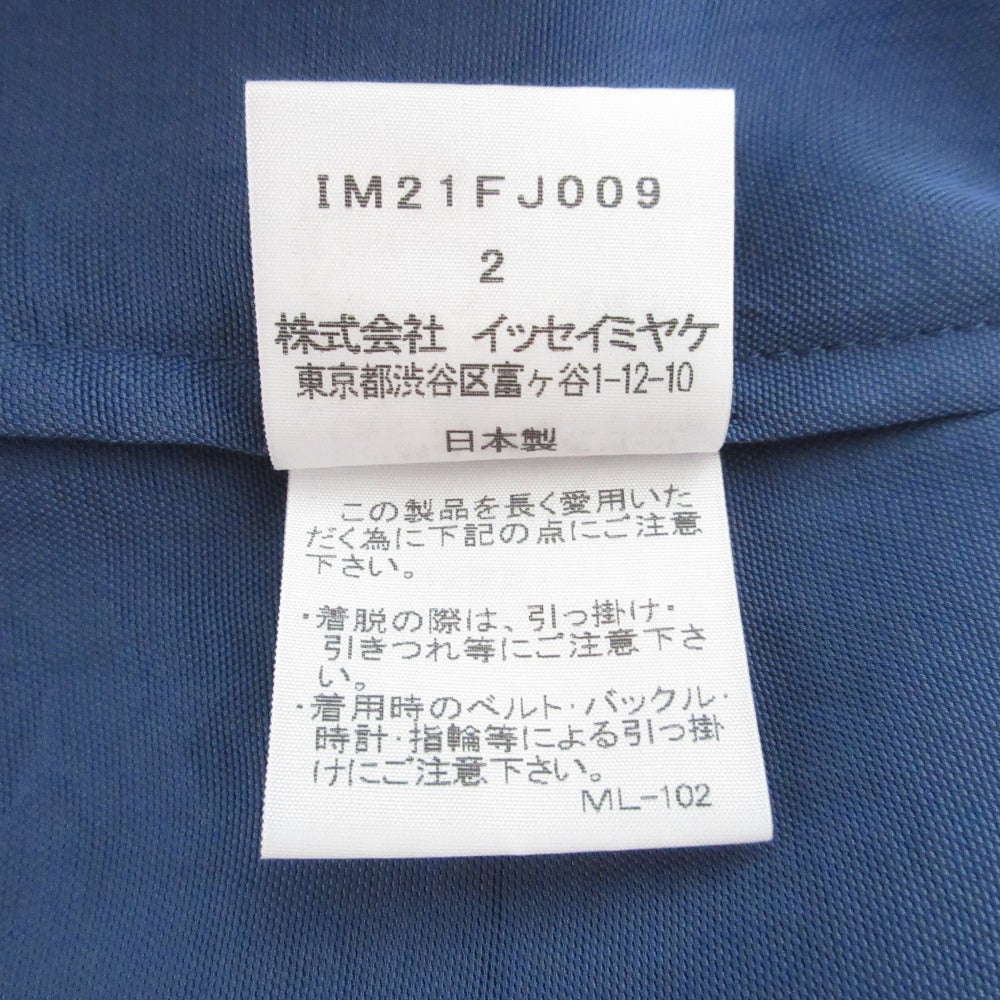 IM21FJ009
2
株式会社 イッセイミヤケ
東京都渋谷区富ヶ谷1-12-10
日本製
この製品を長く愛用いた
だく為に下記の点にご注意
下さい。
・着脱の際は、引っ掛け・
引きつれ等にご注意下さ
い。
・着用時のベルト・バックル・
時計・指輪等による引っ掛
けにご注意下さい。
ML-102